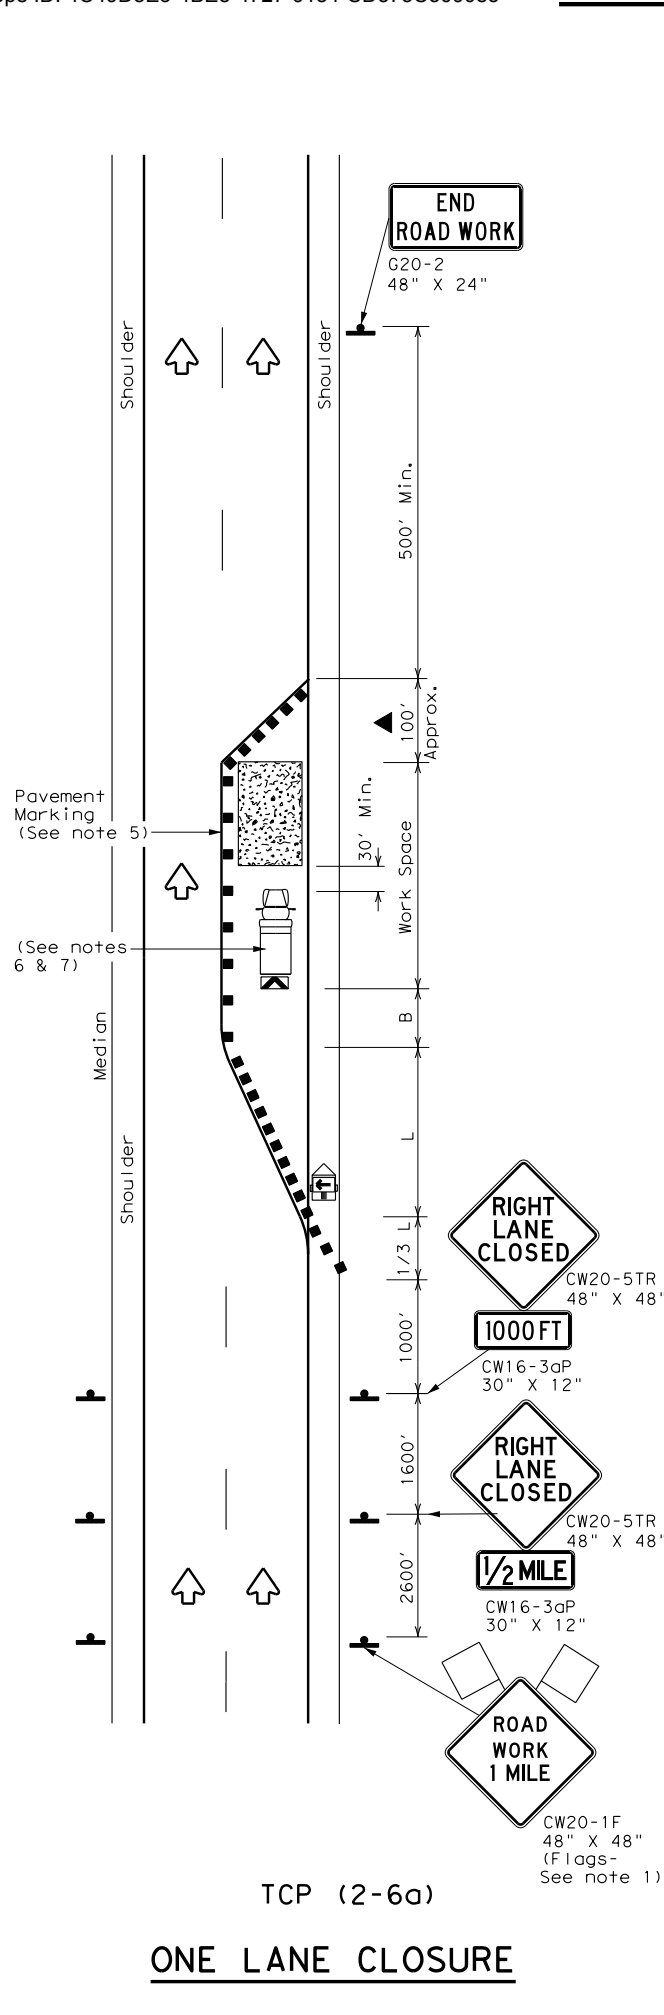 END
ROAD WORK
G20-2
48" X 24"
Shoulder
Shoulder
500' Min.
100'
Approx.
Pavement
Marking
(See note 5)
30' Min.
Work Space
(See notes
6 & 7)
B
Median
L
Shoulder
1/3 L
RIGHT
LANE
CLOSED
CW20-5TR
48" X 48"
1000 FT
CW16-3aP
30" X 12"
1000'
RIGHT
LANE
CLOSED
1600'
CW20-5TR
48" X 48"
1/2 MILE
CW16-3aP
30" X 12"
2600'
ROAD
WORK
1 MILE
CW20-1F
48" X 48"
(Flags-
See note 1)
TCP (2-6a)
ONE LANE CLOSURE